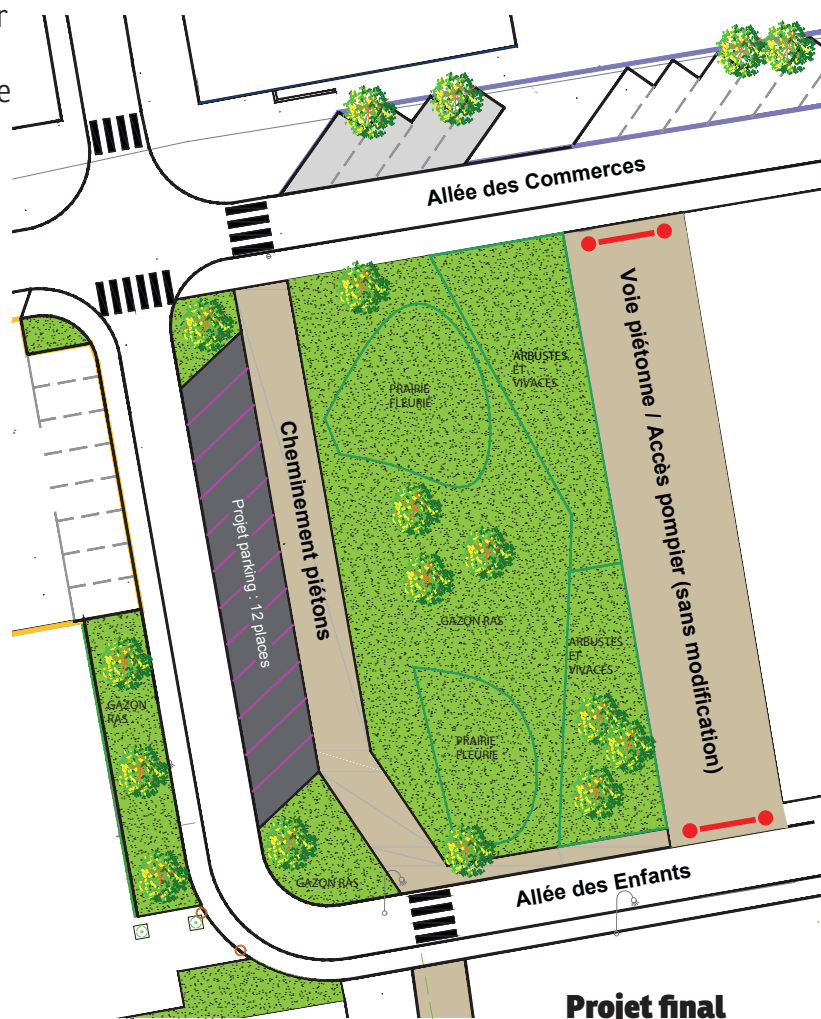 r
e
Allée des Commerces
Voie piétonne / Accès pompier (sans modification)
ARBUSTES
ET
VIVACES
PRAIRIE
FLEURIE
Cheminement piétons
Projet parking : 12 places
GAZON RAS
ARBUSTES
ET
VIVACES
GAZON
RAS
PRAIRIE
FLEURIE
GAZON RAS
Allée des Enfants
Projet final